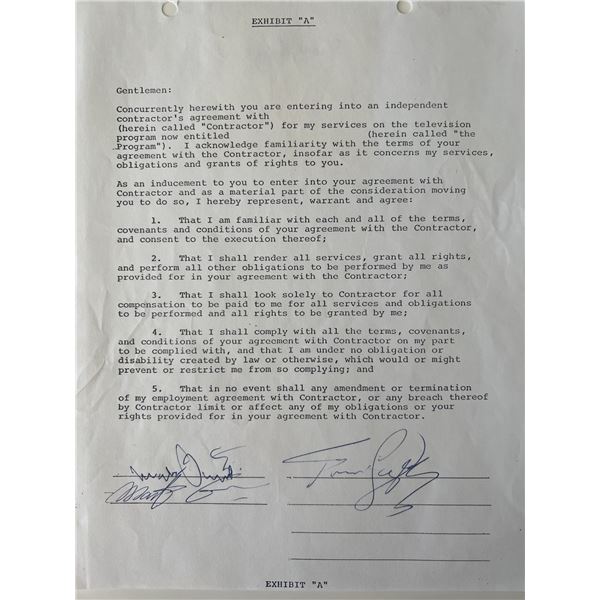 EXHIBIT "A"
Gentlemen:
Concurrently herewith you are entering into an independent
contractor's agreement with
(herein called "Contractor") for my services on the television
program now entitled (herein called "the
Program"). I acknowledge familiarity with the terms of your
agreement with the Contractor, insofar as it concerns my services,
obligations and grants of rights to you.
As an inducement to you to enter into your agreement with
Contractor and as a material part of the consideration moving
you to do so, I hereby represent, warrant and agree:
1. That I am familiar with each and all of the terms,
covenants and conditions of your agreement with the Contractor,
and consent to the execution thereof;
2. That I shall render all services, grant all rights,
and perform all other obligations to be performed by me as
provided for in your agreement with the Contractor;
3. That I shall look solely to Contractor for all
compensation to be paid to me for all services and obligations
to be performed and all rights to be granted by me;
4. That I shall comply with all the terms, covenants,
and conditions of your agreement with Contractor on my part
to be complied with, and that I am under no obligation or
disability created by law or otherwise, which would or might
prevent or restrict me from so complying; and
5. That in no event shall any amendment or termination
of my employment agreement with Contractor, or any breach thereof
by Contractor limit or affect any of my obligations or your
rights provided for in your agreement with Contractor.
EXHIBIT "A"